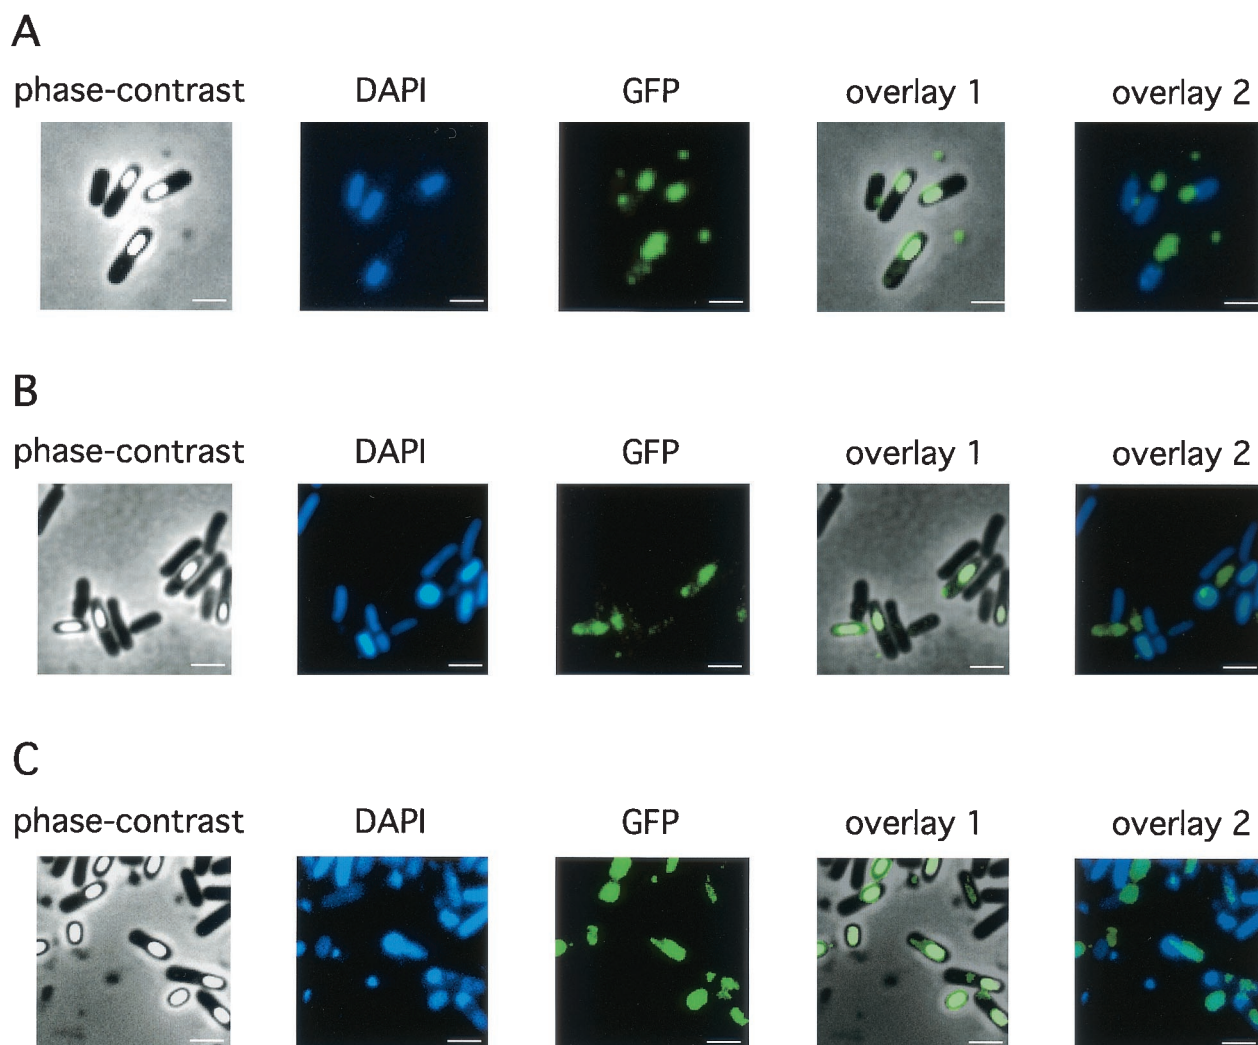 A
phase-contrast DAPI GFP overlay 1 overlay 2
B
phase-contrast DAPI GFP overlay 1 overlay 2
C
phase-contrast DAPI GFP overlay 1 overlay 2